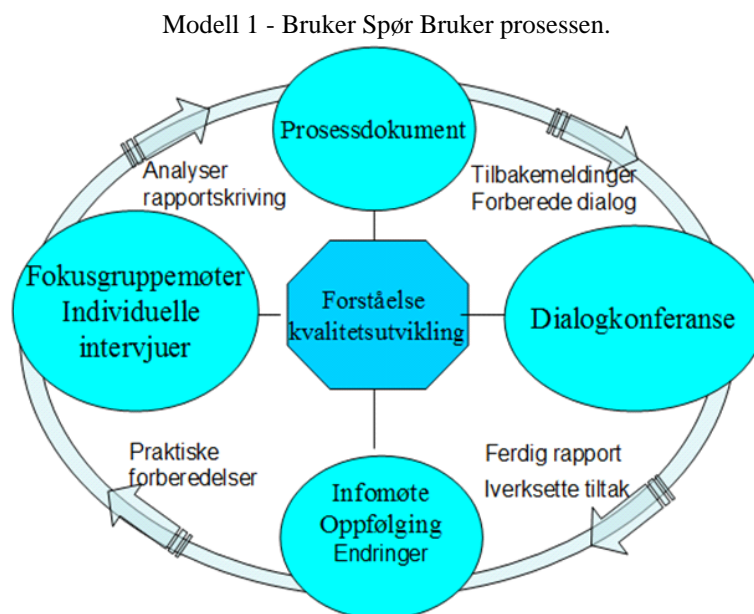 Modell 1 - Bruker Spør Bruker prosessen.
Prosessdokument
Analyser
rapportskriving
Tilbakemeldinger
Forberede dialog
Fokusgruppemøter
Individuelle
intervjuer
Forståelse
kvalitetsutvikling
Dialogkonferanse
Praktiske
forberedelser
Ferdig rapport
Iverksette tiltak
Infomøte
Oppfølging
Endringer